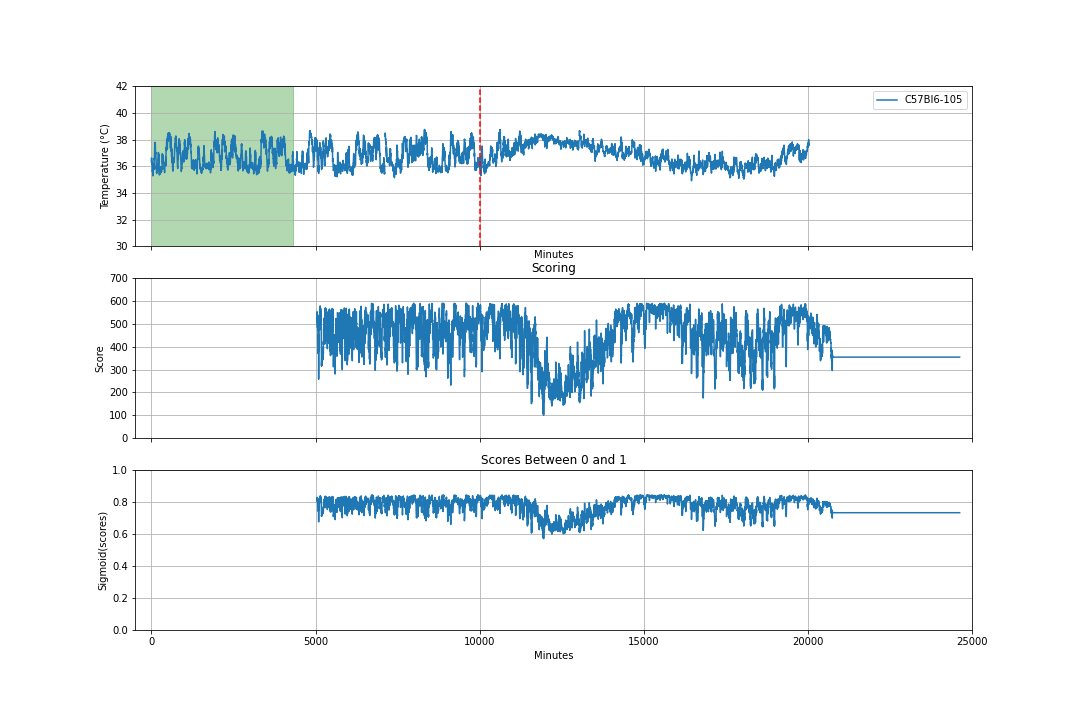 42
40
38
36
34
32
30
Temperature (°C)
C57Bl6-105
Minutes
Scoring
700
600
500
400
300
200
100
0
Score
Scores Between 0 and 1
1.0
0.8
0.6
0.4
0.2
0.0
Sigmoid(scores)
0 5000 10000 15000 20000 25000
Minutes